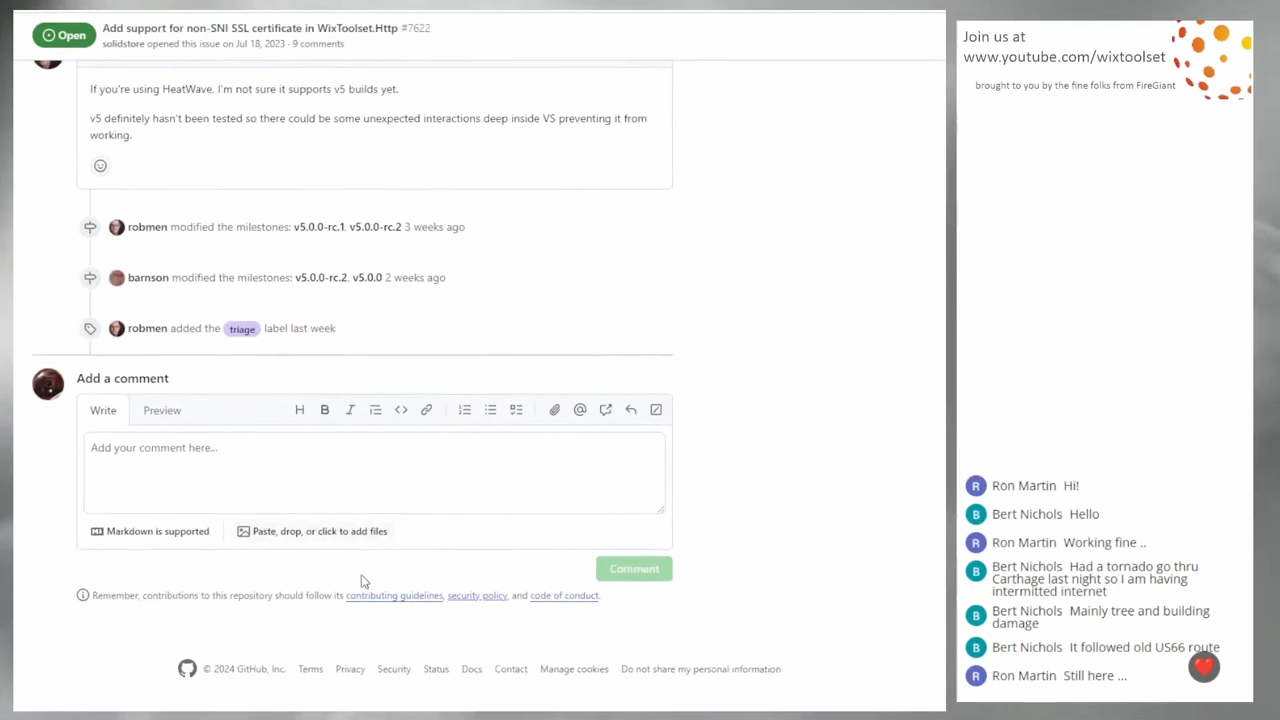 Open
Add support for non-SNI SSL certificate in WixToolset.Http #7622
solidstore opened this issue on Jul 18, 2023 · 9 comments
If you're using HeatWave. I'm not sure it supports v5 builds yet.
v5 definitely hasn't been tested so there could be some unexpected interactions deep inside VS preventing it from
working.
robmen modified the milestones: v5.0.0-rc.1, v5.0.0-rc.2 3 weeks ago
barnson modified the milestones: v5.0.0-rc.2, v5.0.0 2 weeks ago
robmen added the triage label last week
Add a comment
Write Preview
Add your comment here...
Markdown is supported
Paste, drop, or click to add files
Comment
Remember, contributions to this repository should follow its contributing guidelines, security policy, and code of conduct.
© 2024 GitHub, Inc. Terms Privacy Security Status Docs Contact Manage cookies Do not share my personal information
Join us at
www.youtube.com/wixtoolset
brought to you by the fine folks from FireGiant
R Ron Martin Hi!
B Bert Nichols Hello
R Ron Martin Working fine ..
B Bert Nichols Had a tornado go thru
Carthage last night so I am having
intermitted internet
B Bert Nichols Mainly tree and building
damage
B Bert Nichols It followed old US66 route
R Ron Martin Still here ...